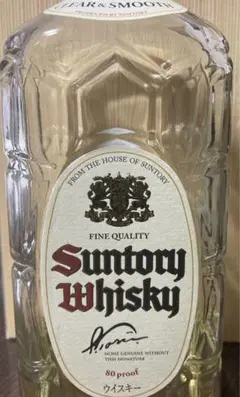 CLEAR & SMOOTH
FROM THE HOUSE OF SUNTORY
FINE QUALITY
Suntory
Whisky
NONE GENUINE WITHOUT
THIS SIGNATURE
80 proof
ウイスキー